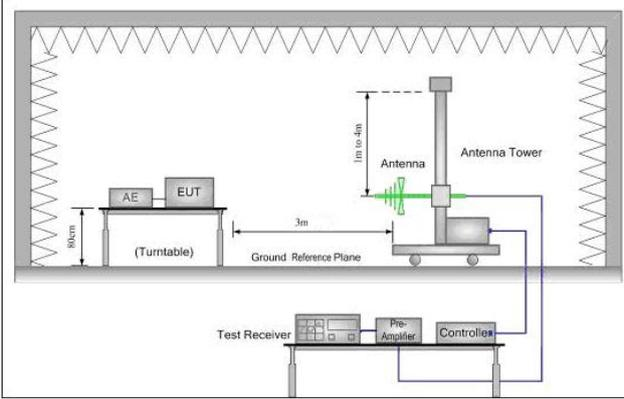 1m to 4m
Antenna
Antenna Tower
AE
EUT
3m
80cm
(Turntable)
Ground Reference Plane
Test Receiver
Pre-
Amplifier
Controller